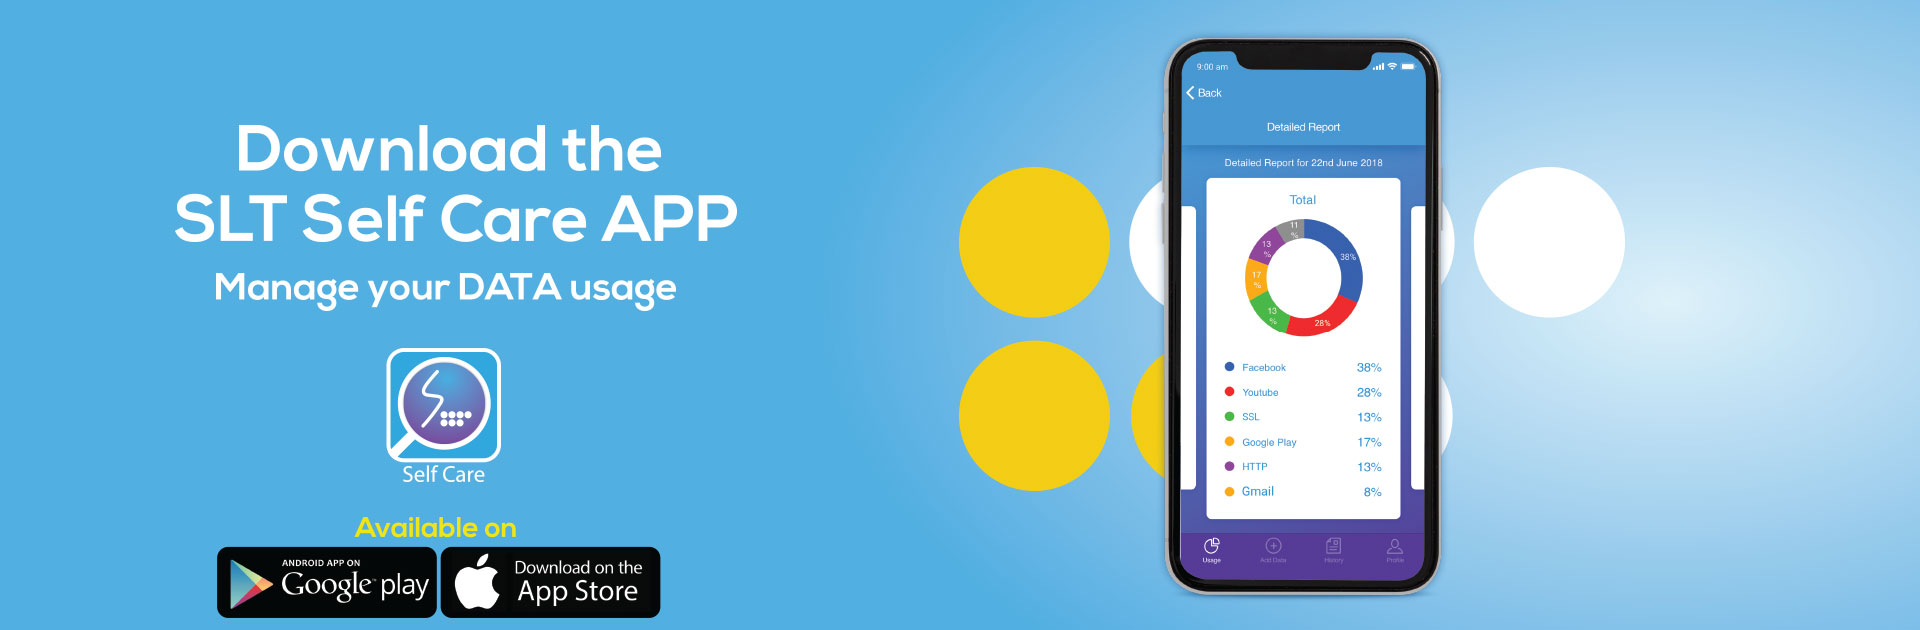 Download the
SLT Self Care APP
Manage your DATA usage
Self Care
Available on
ANDROID APP ON
Google play
Download on the
App Store
9:00 am
Back
Detailed Report
Detailed Report for 22nd June 2018
Total
11
%
13
%
38%
17
%
13
%
28%
Facebook 38%
Youtube 28%
SSL 13%
Google Play 17%
HTTP 13%
Gmail 8%
Usage Add Data History Profile